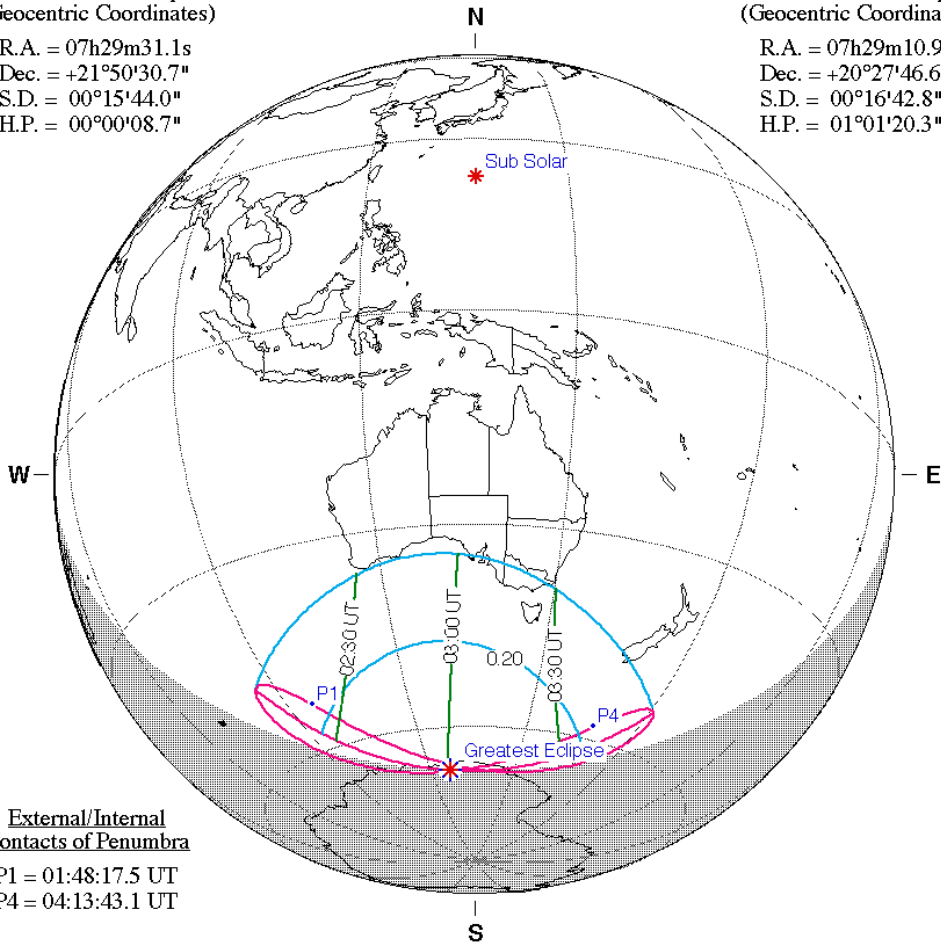 eocentric Coordinates)
R.A. = 07h29m31.1s
Dec. = +21°50'30.7"
S.D. = 00°15'44.0"
H.P. = 00°00'08.7"
N
(Geocentric Coordina
R.A. = 07h29m10.9
Dec. = +20°27'46.6
S.D. = 00°16'42.8"
H.P. = 01°01'20.3"
Sub Solar
W
E
02:30 UT
03:00 UT
0.20
03:30 UT
P1
P4
Greatest Eclipse
External/Internal
ontacts of Penumbra
P1 = 01:48:17.5 UT
P4 = 04:13:43.1 UT
S